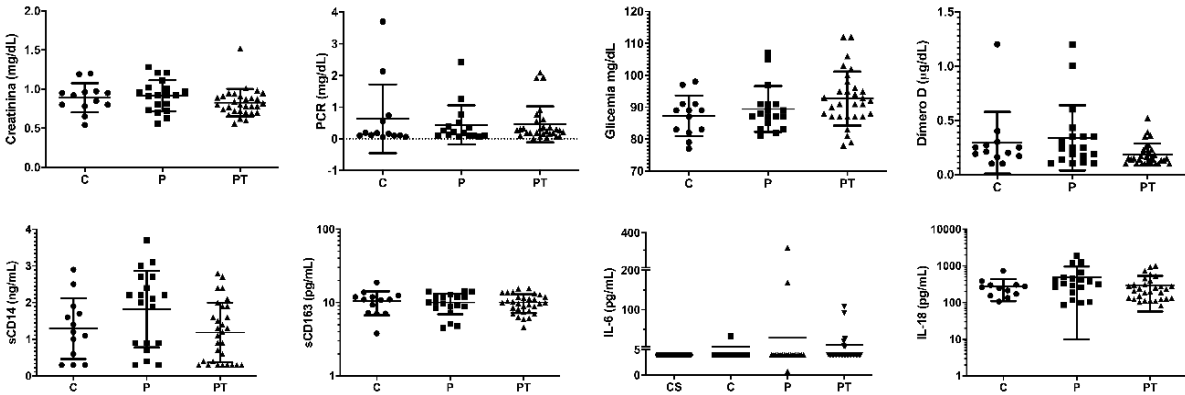 Creatinina (mg/dL)
2.0
1.5
1.0
0.5
0.0
C P PT
PCR (mg/dL)
4
3
2
1
0
-1
C P PT
Glicemia mg/dL
120
110
100
90
80
70
C P PT
Dímero D (µg/dL)
1.5
1.0
0.5
0.0
C P PT
sCD14 (ng/mL)
4
3
2
1
0
C P PT
sCD163 (pg/mL)
100
10
1
C P PT
IL-6 (pg/mL)
400
200
100
5
0
CS C P PT
IL-18 (pg/mL)
10000
1000
100
10
1
C P PT